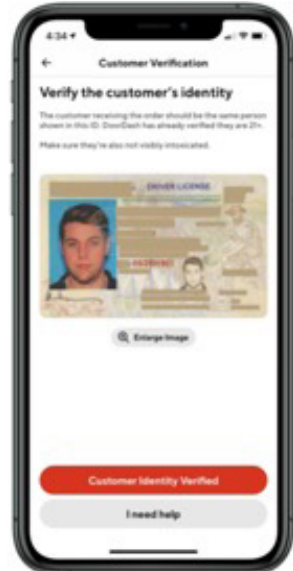 4:34
Customer Verification
Verify the customer's identity
The customer receiving the order should be the same person
shown in this ID. DoorDash has already verified they are 21+.
Make sure they're also not visibly intoxicated.
DRIVER LICENSE
Enlarge Image
Customer Identity Verified
I need help